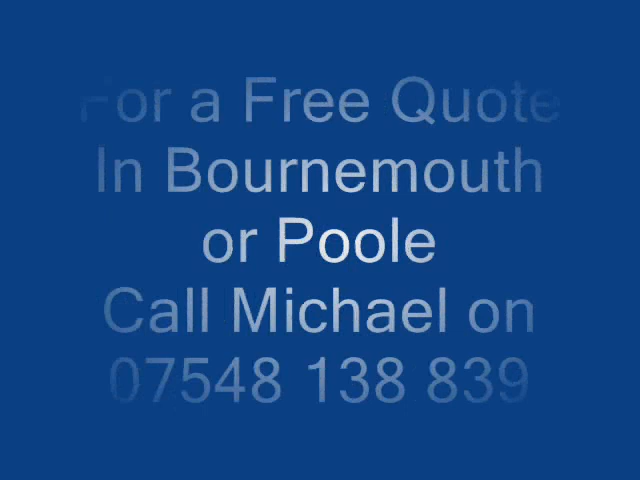 For a Free Quote
In Bournemouth
or Poole
Call Michael on
07548 138 839